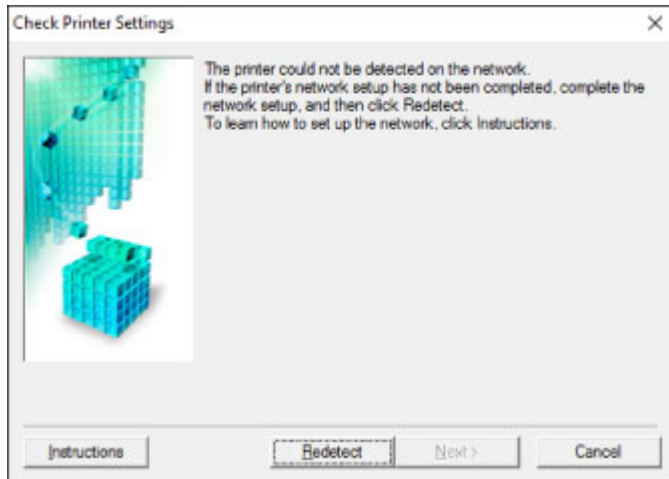 Check Printer Settings
The printer could not be detected on the network.
If the printer's network setup has not been completed, complete the
network setup, and then click Redetect.
To learn how to set up the network, click Instructions.
Instructions
Redetect
Next >
Cancel